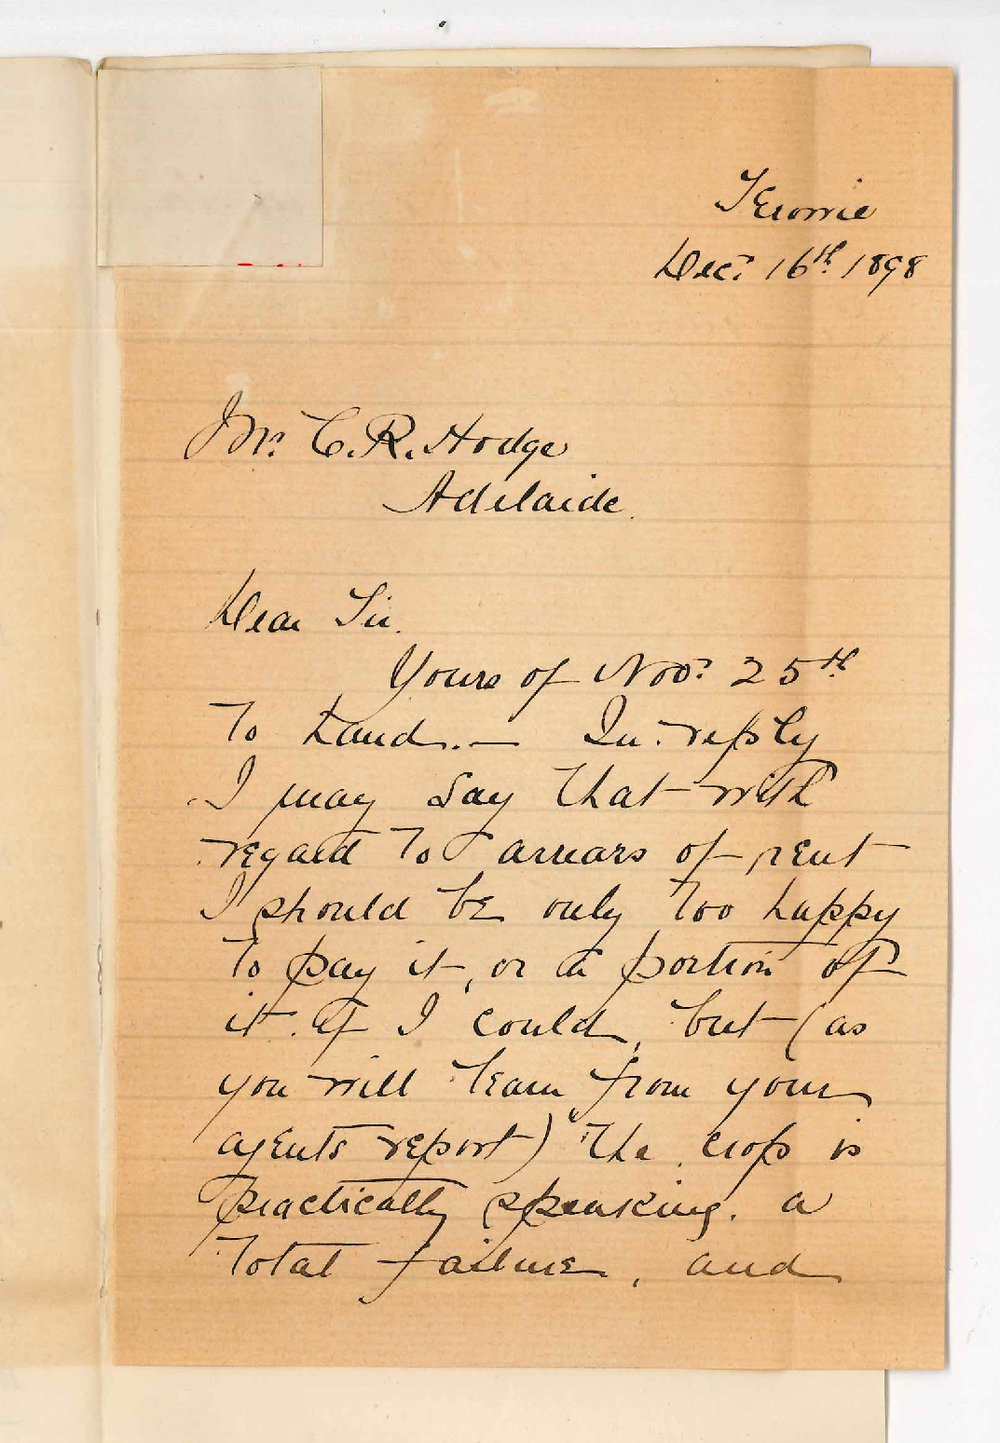 Terowie
Dec: 16th 1898
Mr. C. R. Hodge
Adelaide.
Dear Sir.
Yours of Nov: 25th
To hand. — In reply
I may say that with
regard to arrears of rent
I should be only too happy
to pay it, or a portion of
it if I could, but (as
you will learn from your
agents report) the crop is
practically speaking. a
total failure, and